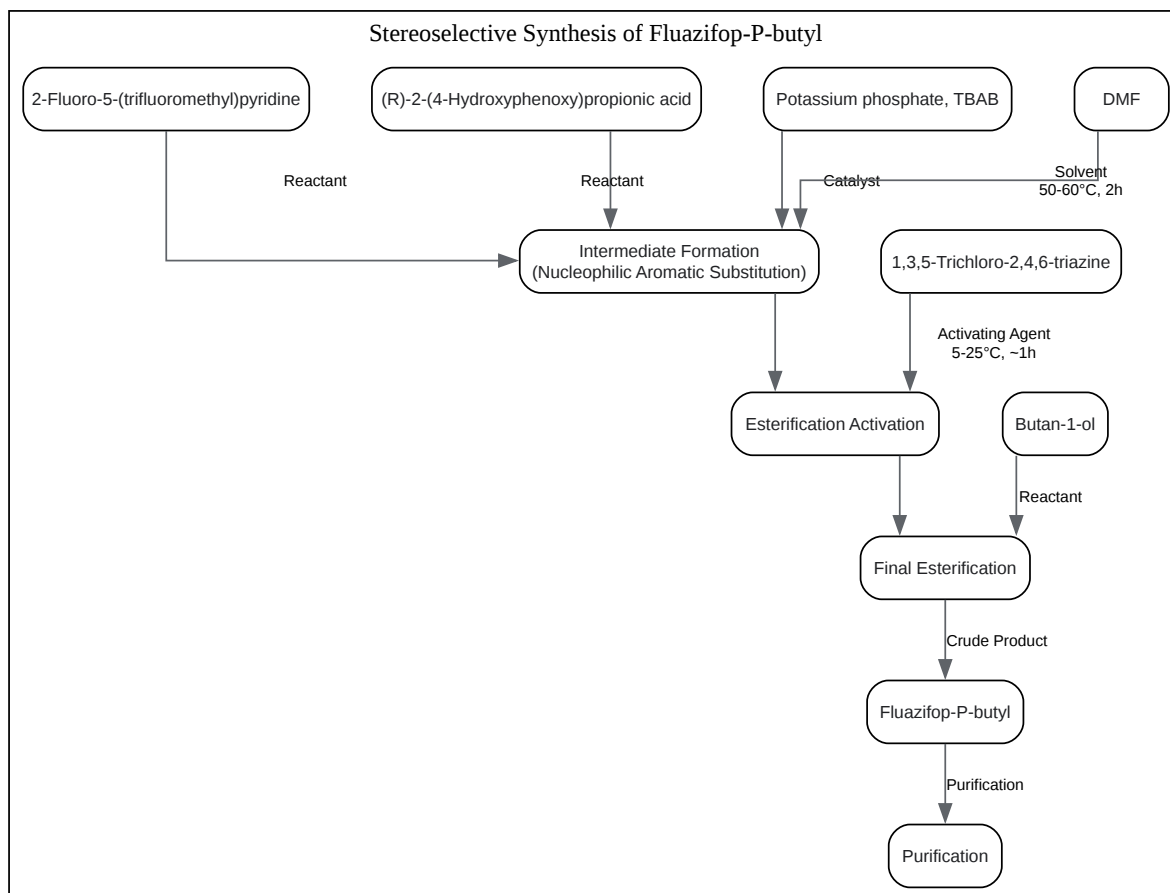 Stereoselective Synthesis of Fluazifop-P-butyl
2-Fluoro-5-(trifluoromethyl)pyridine
(R)-2-(4-Hydroxyphenoxy)propionic acid
Potassium phosphate, TBAB
DMF
Reactant
Reactant
Catalyst
Solvent
50-60°C, 2h
Intermediate Formation
(Nucleophilic Aromatic Substitution)
1,3,5-Trichloro-2,4,6-triazine
Activating Agent
5-25°C, ~1h
Esterification Activation
Butan-1-ol
Reactant
Final Esterification
Crude Product
Fluazifop-P-butyl
Purification
Purification